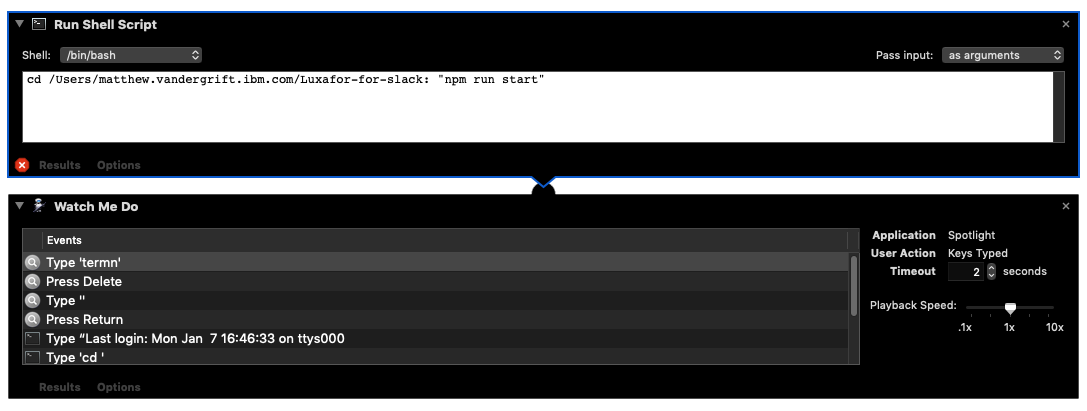 Run Shell Script
Shell: /bin/bash Pass input: as arguments
cd /Users/matthew.vandergrift.ibm.com/Luxafor-for-slack: "npm run start"
Results Options
Watch Me Do
Events
Type 'termn'
Press Delete
Type ''
Press Return
Type “Last login: Mon Jan  7 16:46:33 on ttys000
Type 'cd '
Application Spotlight
User Action Keys Typed
Timeout 2 seconds
Playback Speed:
.1x 1x 10x
Results Options